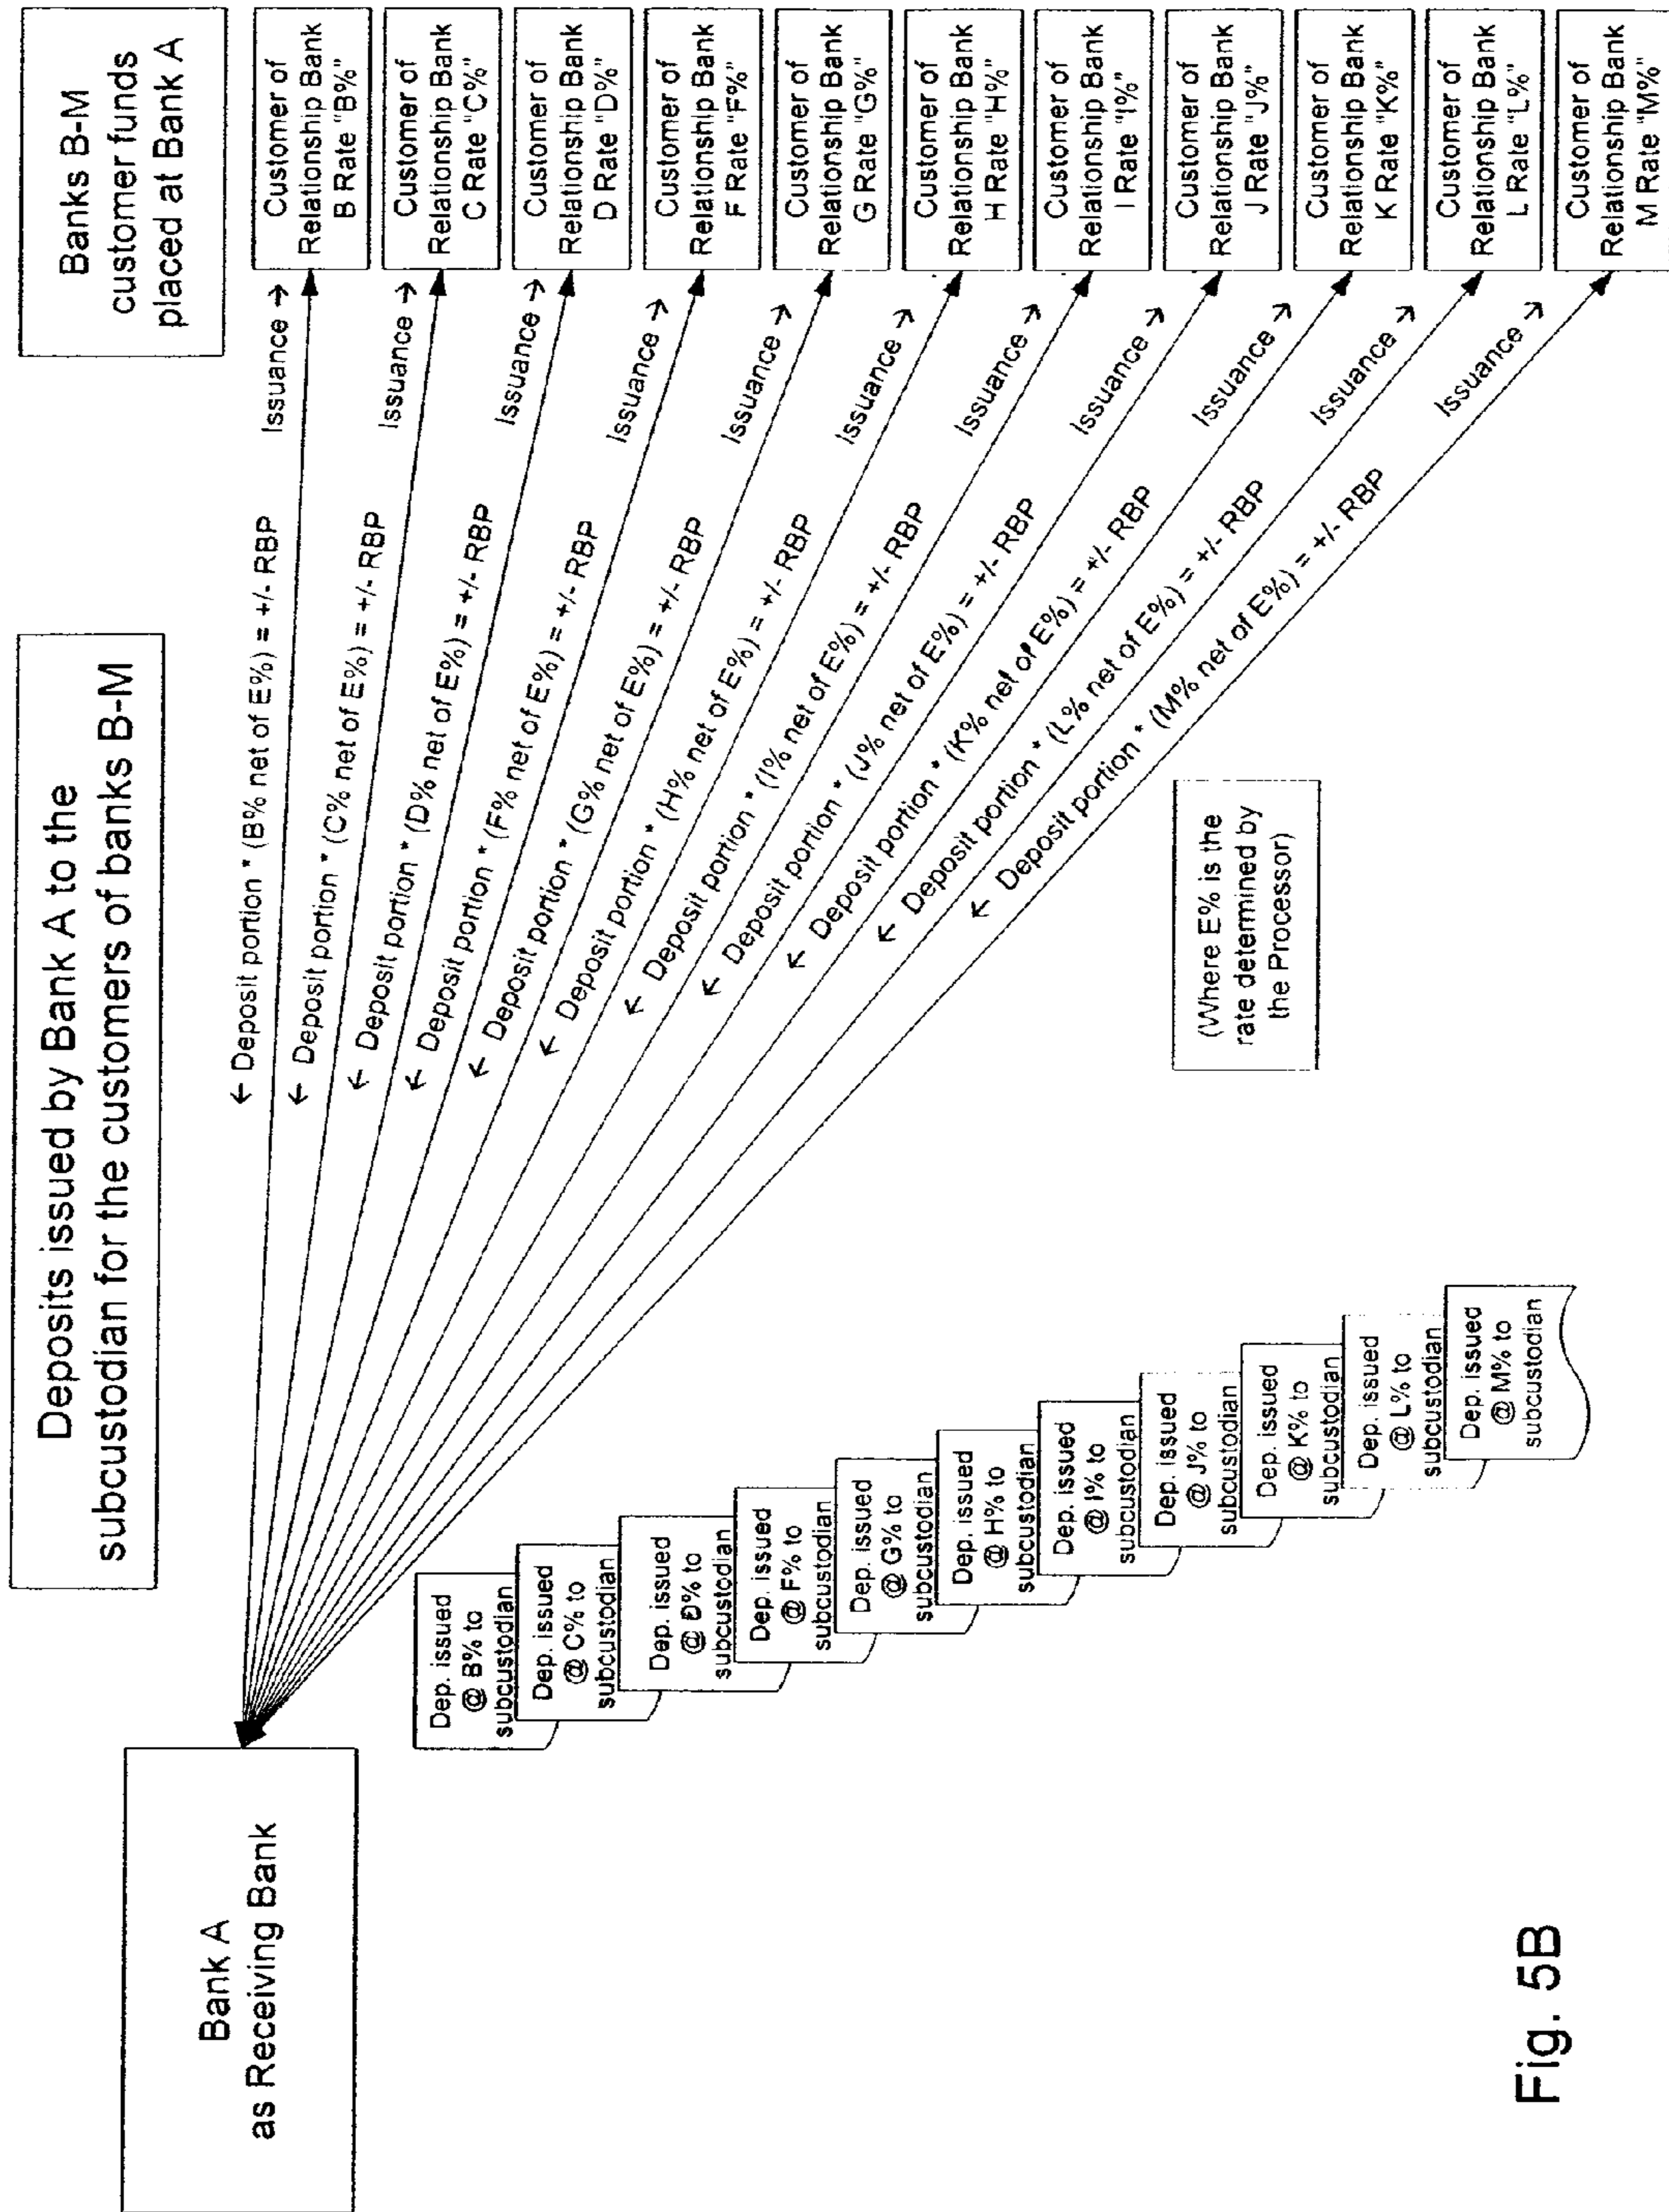 Deposits issued by Bank A to the
subcustodian for the customers of banks B-M
Banks B-M
customer funds
placed at Bank A
Bank A
as Receiving Bank
← Deposit portion * (B% net of E%) = +/- RBP
Issuance →
Customer of
Relationship Bank
B Rate "B%"
← Deposit portion * (C% net of E%) = +/- RBP
Issuance →
Customer of
Relationship Bank
C Rate "C%"
← Deposit portion * (D% net of E%) = +/- RBP
Issuance →
Customer of
Relationship Bank
D Rate "D%"
← Deposit portion * (F% net of E%) = +/- RBP
Issuance →
Customer of
Relationship Bank
F Rate "F%"
← Deposit portion * (G% net of E%) = +/- RBP
Issuance →
Customer of
Relationship Bank
G Rate "G%"
← Deposit portion * (H% net of E%) = +/- RBP
Issuance →
Customer of
Relationship Bank
H Rate "H%"
← Deposit portion * (I% net of E%) = +/- RBP
Issuance →
Customer of
Relationship Bank
I Rate "I%"
← Deposit portion * (J% net of E%) = +/- RBP
Issuance →
Customer of
Relationship Bank
J Rate "J%"
← Deposit portion * (K% net of E%) = +/- RBP
Issuance →
Customer of
Relationship Bank
K Rate "K%"
← Deposit portion * (L% net of E%) = +/- RBP
Issuance →
Customer of
Relationship Bank
L Rate "L%"
← Deposit portion * (M% net of E%) = +/- RBP
Issuance →
Customer of
Relationship Bank
M Rate "M%"
Dep. issued
@ B% to
subcustodian
Dep. issued
@ C% to
subcustodian
Dep. issued
@ D% to
subcustodian
Dep. issued
@ F% to
subcustodian
Dep. issued
@ G% to
subcustodian
Dep. issued
@ H% to
subcustodian
Dep. issued
@ I% to
subcustodian
Dep. issued
@ J% to
subcustodian
Dep. issued
@ K% to
subcustodian
Dep. issued
@ L% to
subcustodian
Dep. issued
@ M% to
subcustodian
(Where E% is the
rate determined by
the Processor)
Fig. 5B